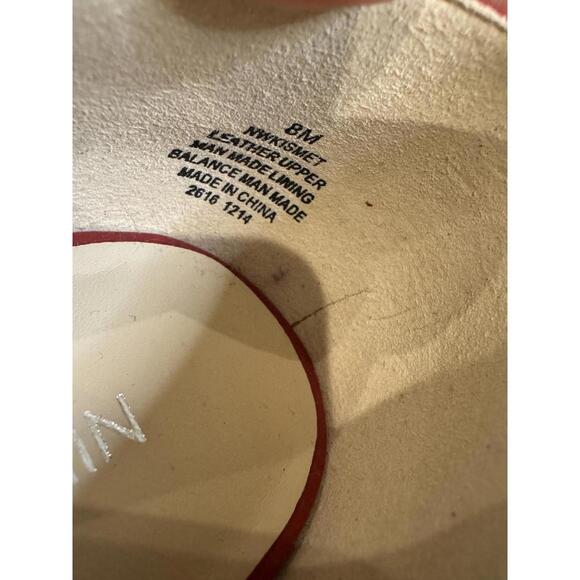 8M
NWKISMET
LEATHER UPPER
MAN MADE LINING
BALANCE MAN MADE
MADE IN CHINA
2616 1214